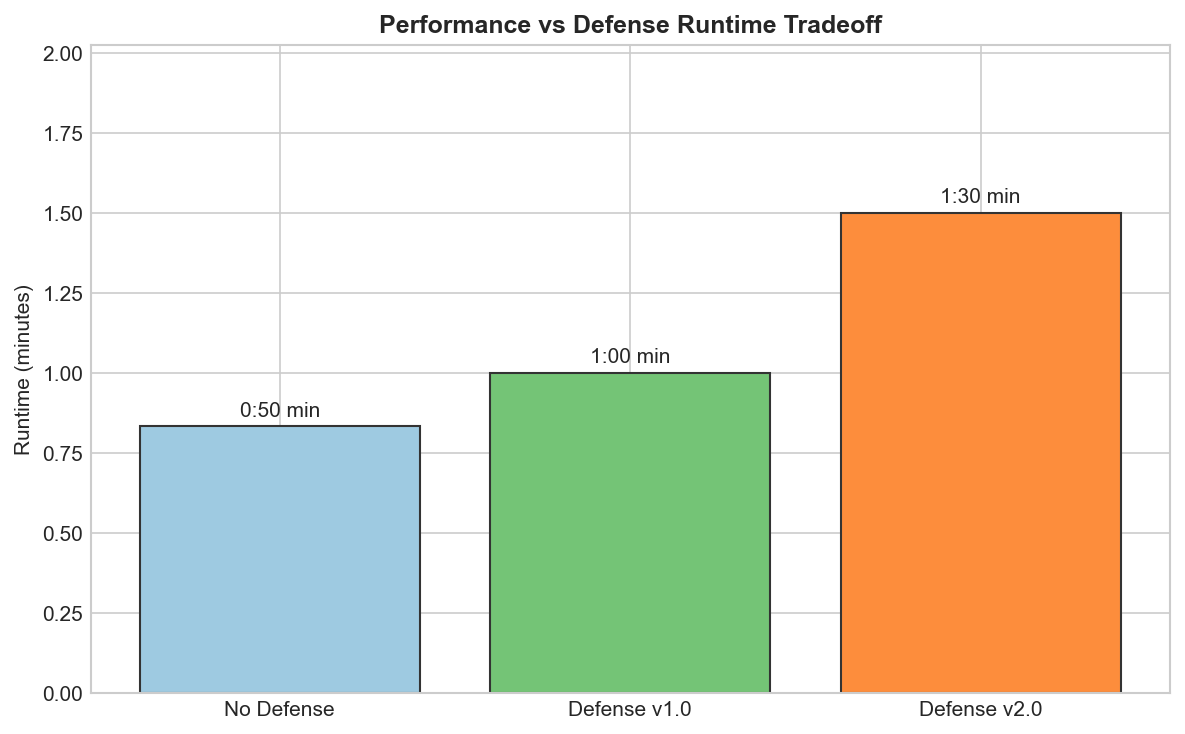 Performance vs Defense Runtime Tradeoff
Runtime (minutes)
2.00
1.75
1.50
1.25
1.00
0.75
0.50
0.25
0.00
0:50 min
1:00 min
1:30 min
No Defense
Defense v1.0
Defense v2.0